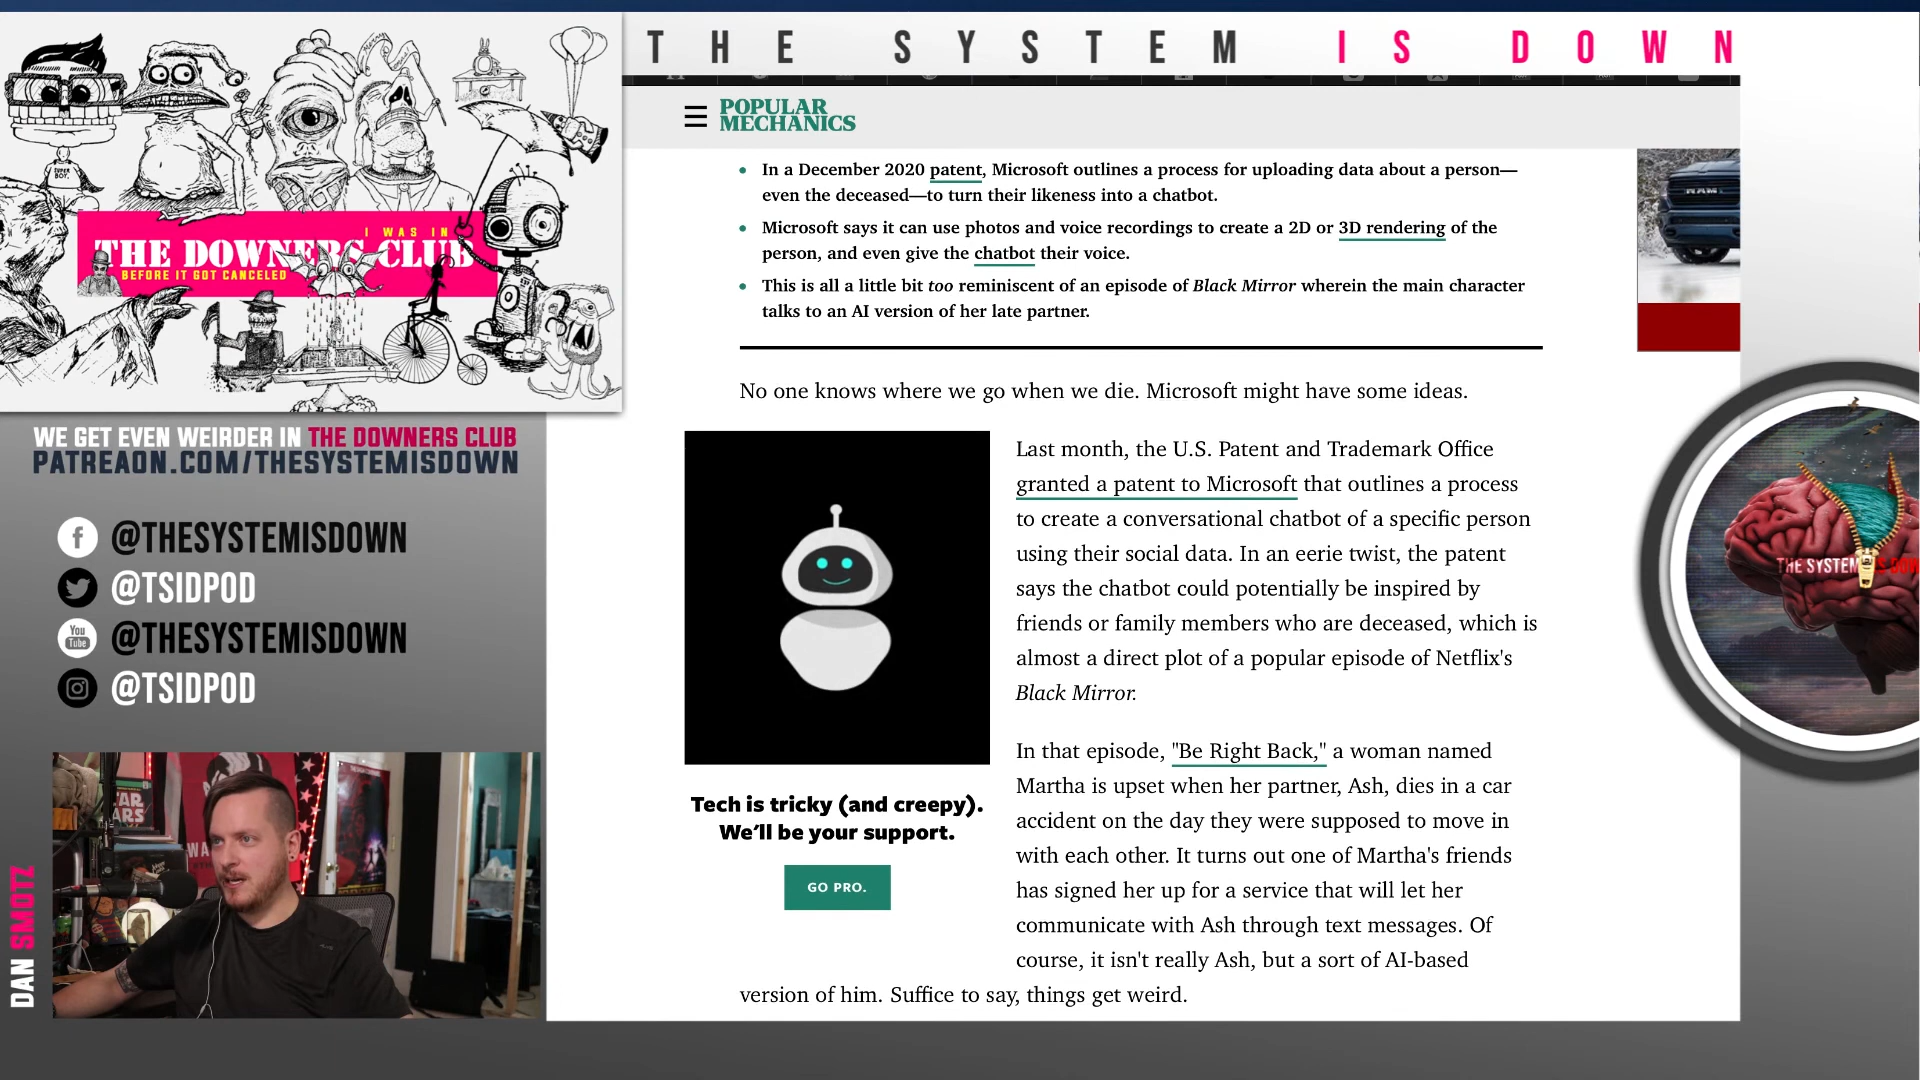 THE SYSTEM IS DOWN
SUPER
BOY.
I WAS IN
THE DOWNERS CLUB
BEFORE IT GOT CANCELED
WE GET EVEN WEIRDER IN THE DOWNERS CLUB
PATREAON.COM/THESYSTEMISDOWN
@THESYSTEMISDOWN
@TSIDPOD
You
Tube
@THESYSTEMISDOWN
@TSIDPOD
DAN SMOTZ
POPULAR
MECHANICS
In a December 2020 patent, Microsoft outlines a process for uploading data about a person—
even the deceased—to turn their likeness into a chatbot.
Microsoft says it can use photos and voice recordings to create a 2D or 3D rendering of the
person, and even give the chatbot their voice.
This is all a little bit too reminiscent of an episode of Black Mirror wherein the main character
talks to an AI version of her late partner.
No one knows where we go when we die. Microsoft might have some ideas.
Last month, the U.S. Patent and Trademark Office
granted a patent to Microsoft that outlines a process
to create a conversational chatbot of a specific person
using their social data. In an eerie twist, the patent
says the chatbot could potentially be inspired by
friends or family members who are deceased, which is
almost a direct plot of a popular episode of Netflix's
Black Mirror.
In that episode, "Be Right Back," a woman named
Martha is upset when her partner, Ash, dies in a car
accident on the day they were supposed to move in
with each other. It turns out one of Martha's friends
has signed her up for a service that will let her
communicate with Ash through text messages. Of
course, it isn't really Ash, but a sort of AI-based
version of him. Suffice to say, things get weird.
Tech is tricky (and creepy).
We'll be your support.
GO PRO.
RAM
THE SYSTEM IS DOW